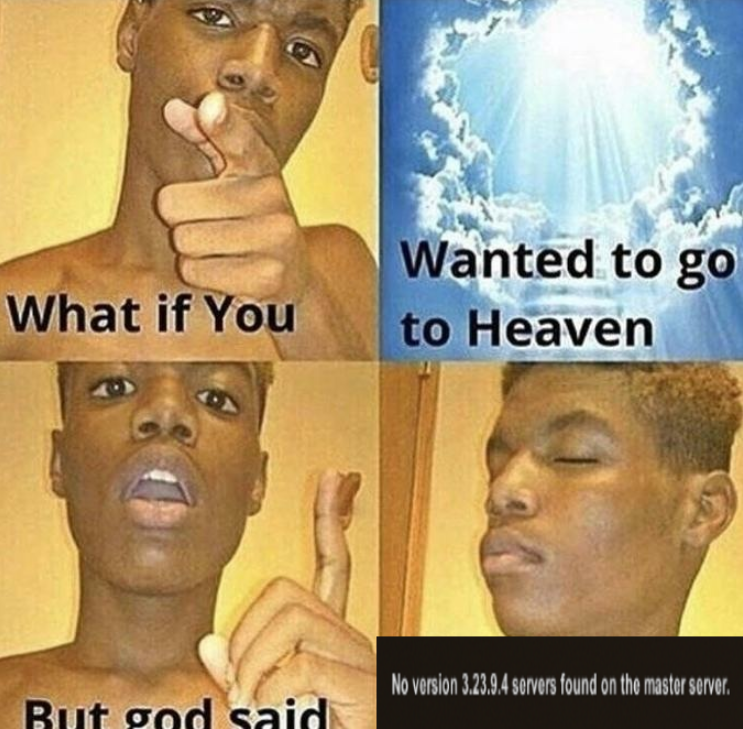 What if You
Wanted to go
to Heaven
But god said
No version 3.23.9.4 servers found on the master server.